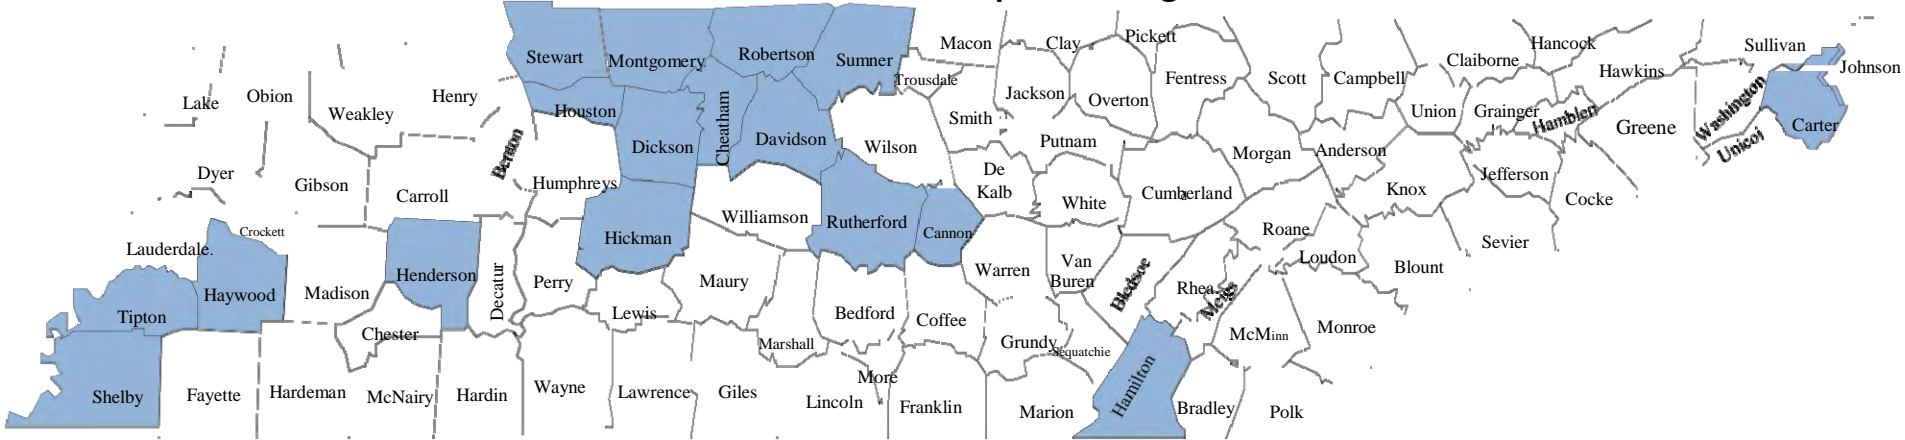 Stewart
Montgomery
Robertson
Sumner
Macon
Clay
Pickett
Hancock
Sullivan
Johnson
Lake
Obion
Weakley
Henry
Houston
Cheatham
Trousdale
Jackson
Overton
Fentress
Scott
Campbell
Claiborne
Union
Grainger
Hamblen
Hawkins
Greene
Washington
Unicoi
Carter
Benton
Dickson
Davidson
Wilson
Smith
Putnam
Morgan
Anderson
Jefferson
Dyer
Gibson
Carroll
Humphreys
De
Kalb
White
Cumberland
Knox
Cocke
Lauderdale
Crockett
Hickman
Williamson
Rutherford
Cannon
Roane
Sevier
Tipton
Haywood
Madison
Henderson
Decatur
Perry
Maury
Warren
Van
Buren
Bledsoe
Rhea
Meigs
Loudon
Blount
Chester
Lewis
Marshall
Bedford
Coffee
Grundy
Sequatchie
McMinn
Monroe
Shelby
Fayette
Hardeman
McNairy
Hardin
Wayne
Lawrence
Giles
Lincoln
More
Franklin
Marion
Hamilton
Bradley
Polk